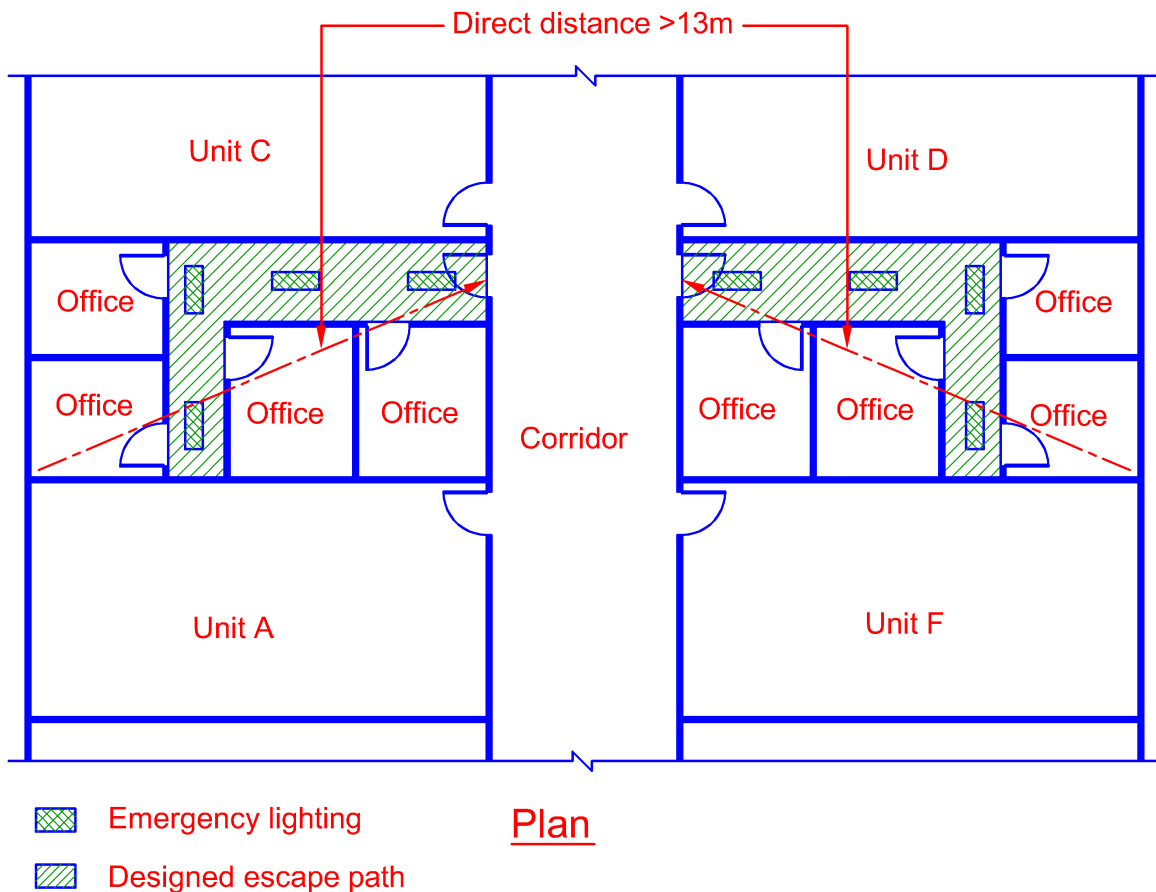 Direct distance >13m
Unit C
Unit D
Office
Office
Office
Office
Office
Office
Office
Office
Corridor
Unit A
Unit F
Emergency lighting
Plan
Designed escape path